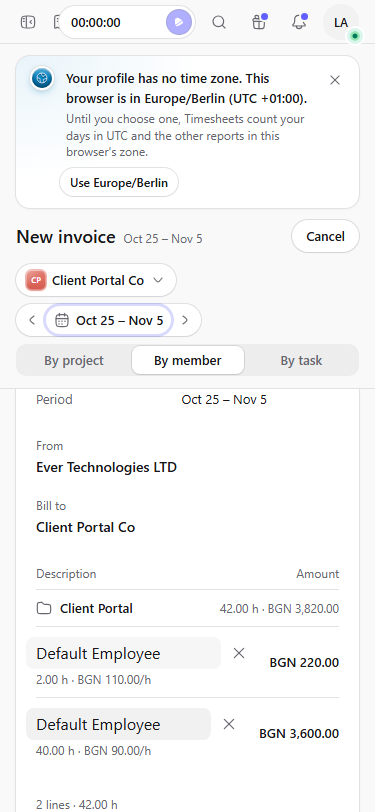 00:00:00
LA
Your profile has no time zone. This
browser is in Europe/Berlin (UTC +01:00).
Until you choose one, Timesheets count your
days in UTC and the other reports in this
browser's zone.
Use Europe/Berlin
New invoice Oct 25 – Nov 5
Cancel
CP Client Portal Co
Oct 25 – Nov 5
By project By member By task
Period Oct 25 – Nov 5
From
Ever Technologies LTD
Bill to
Client Portal Co
Description Amount
Client Portal 42.00 h · BGN 3,820.00
Default Employee
BGN 220.00
2.00 h · BGN 110.00/h
Default Employee
BGN 3,600.00
40.00 h · BGN 90.00/h
2 lines · 42.00 h